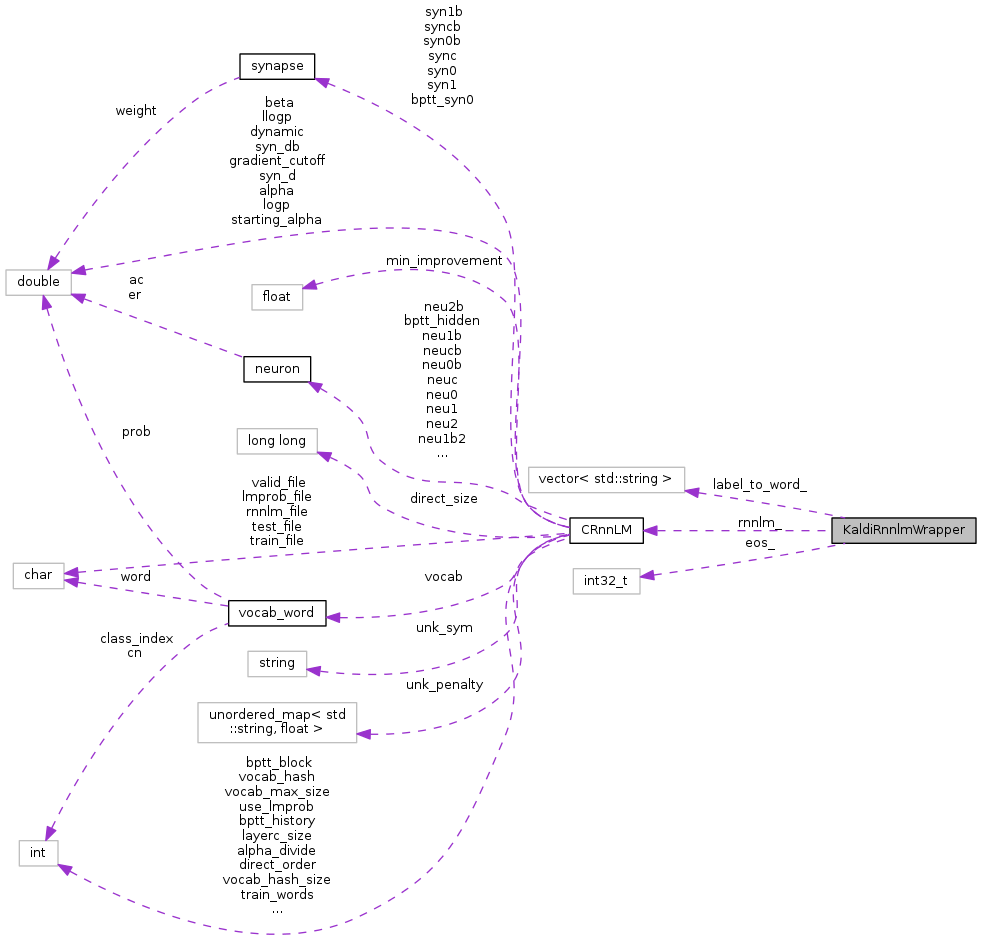 syn1b
syncb
syn0b
sync
syn0
syn1
bptt_syn0
synapse
weight
beta
llogp
dynamic
syn_db
gradient_cutoff
syn_d
alpha
logp
starting_alpha
min_improvement
double
ac
er
float
neu2b
bptt_hidden
neu1b
neucb
neu0b
neuc
neu0
neu1
neu2
neu1b2
...
neuron
prob
long long
vector< std::string >
label_to_word_
valid_file
lmprob_file
rnnlm_file
test_file
train_file
direct_size
CRnnLM
rnnlm_
KaldiRnnlmWrapper
eos_
char
word
vocab
int32_t
vocab_word
unk_sym
class_index
cn
string
unk_penalty
unordered_map< std
::string, float >
bptt_block
vocab_hash
vocab_max_size
use_lmprob
bptt_history
layerc_size
alpha_divide
direct_order
vocab_hash_size
train_words
...
int